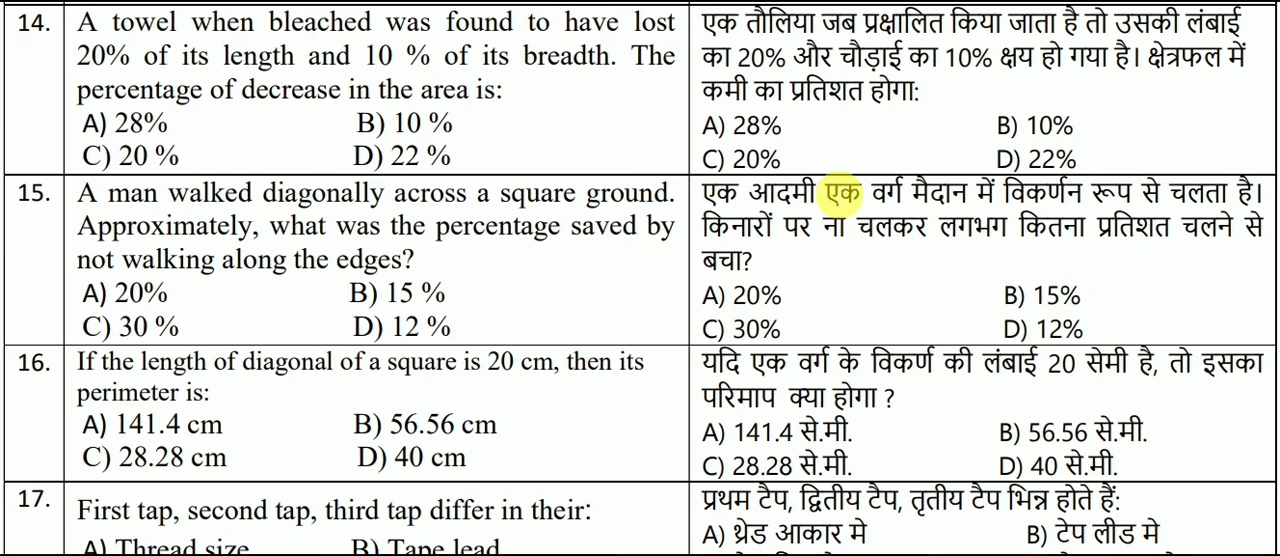 14.
A towel when bleached was found to have lost
20% of its length and 10 % of its breadth. The
percentage of decrease in the area is:
A) 28% B) 10 %
C) 20 % D) 22 %
एक तौलिया जब प्रक्षालित किया जाता है तो उसकी लंबाई
का 20% और चौड़ाई का 10% क्षय हो गया है। क्षेत्रफल में
कमी का प्रतिशत होगा:
A) 28% B) 10%
C) 20% D) 22%
15.
A man walked diagonally across a square ground.
Approximately, what was the percentage saved by
not walking along the edges?
A) 20% B) 15 %
C) 30 % D) 12 %
एक आदमी एक वर्ग मैदान में विकर्णन रूप से चलता है।
किनारों पर ना चलकर लगभग कितना प्रतिशत चलने से
बचा?
A) 20% B) 15%
C) 30% D) 12%
16.
If the length of diagonal of a square is 20 cm, then its
perimeter is:
A) 141.4 cm B) 56.56 cm
C) 28.28 cm D) 40 cm
यदि एक वर्ग के विकर्ण की लंबाई 20 सेमी है, तो इसका
परिमाप क्या होगा ?
A) 141.4 से.मी. B) 56.56 से.मी.
C) 28.28 से.मी. D) 40 से.मी.
17.
First tap, second tap, third tap differ in their:
A) Thread size B) Tape lead
प्रथम टैप, द्वितीय टैप, तृतीय टैप भिन्न होते हैं:
A) थ्रेड आकार मे B) टेप लीड मे